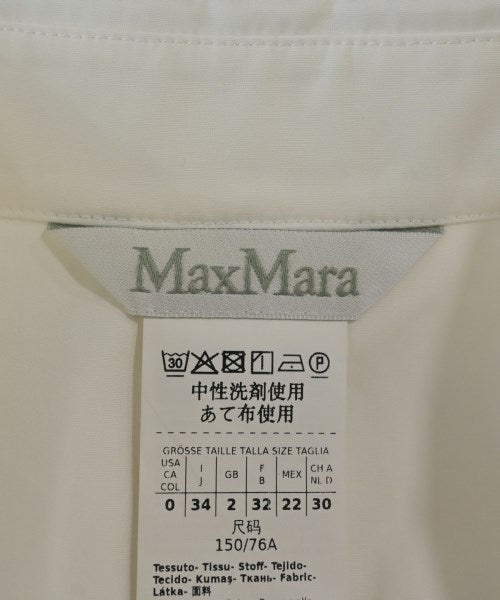 MaxMara
30 P
中性洗剤使用
あて布使用
GRÖSSE TAILLE TALLA SIZE TAGLIA
USA CA COL I J GB F B MEX CH A NL D
0 34 2 32 22 30
尺码
150/76A
Tessuto- Tissu- Stoff- Tejido-
Tecido- Kumaş- Ткань- Fabric-
Látka- 面料